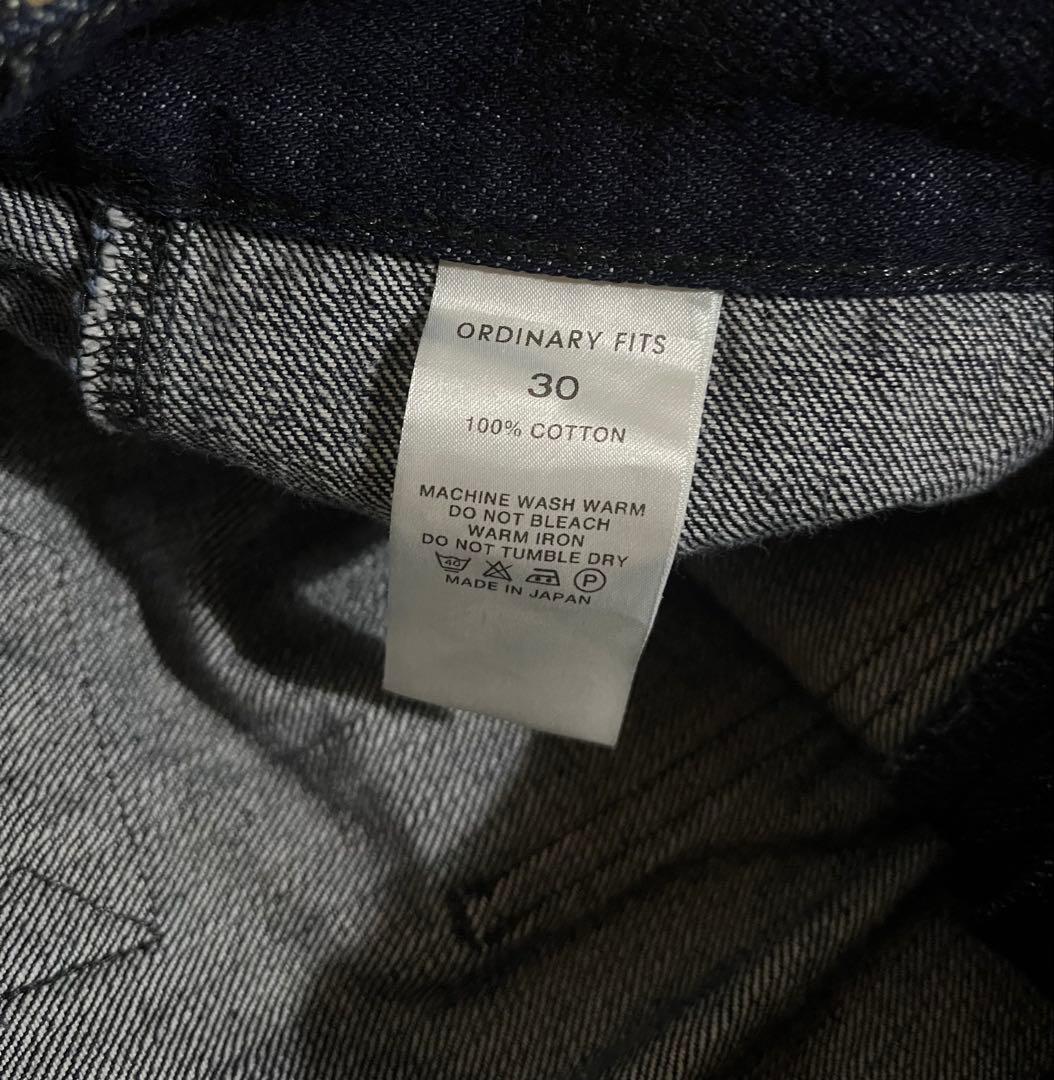 ORDINARY FITS
30
100% COTTON
MACHINE WASH WARM
DO NOT BLEACH
WARM IRON
DO NOT TUMBLE DRY
40 P
MADE IN JAPAN